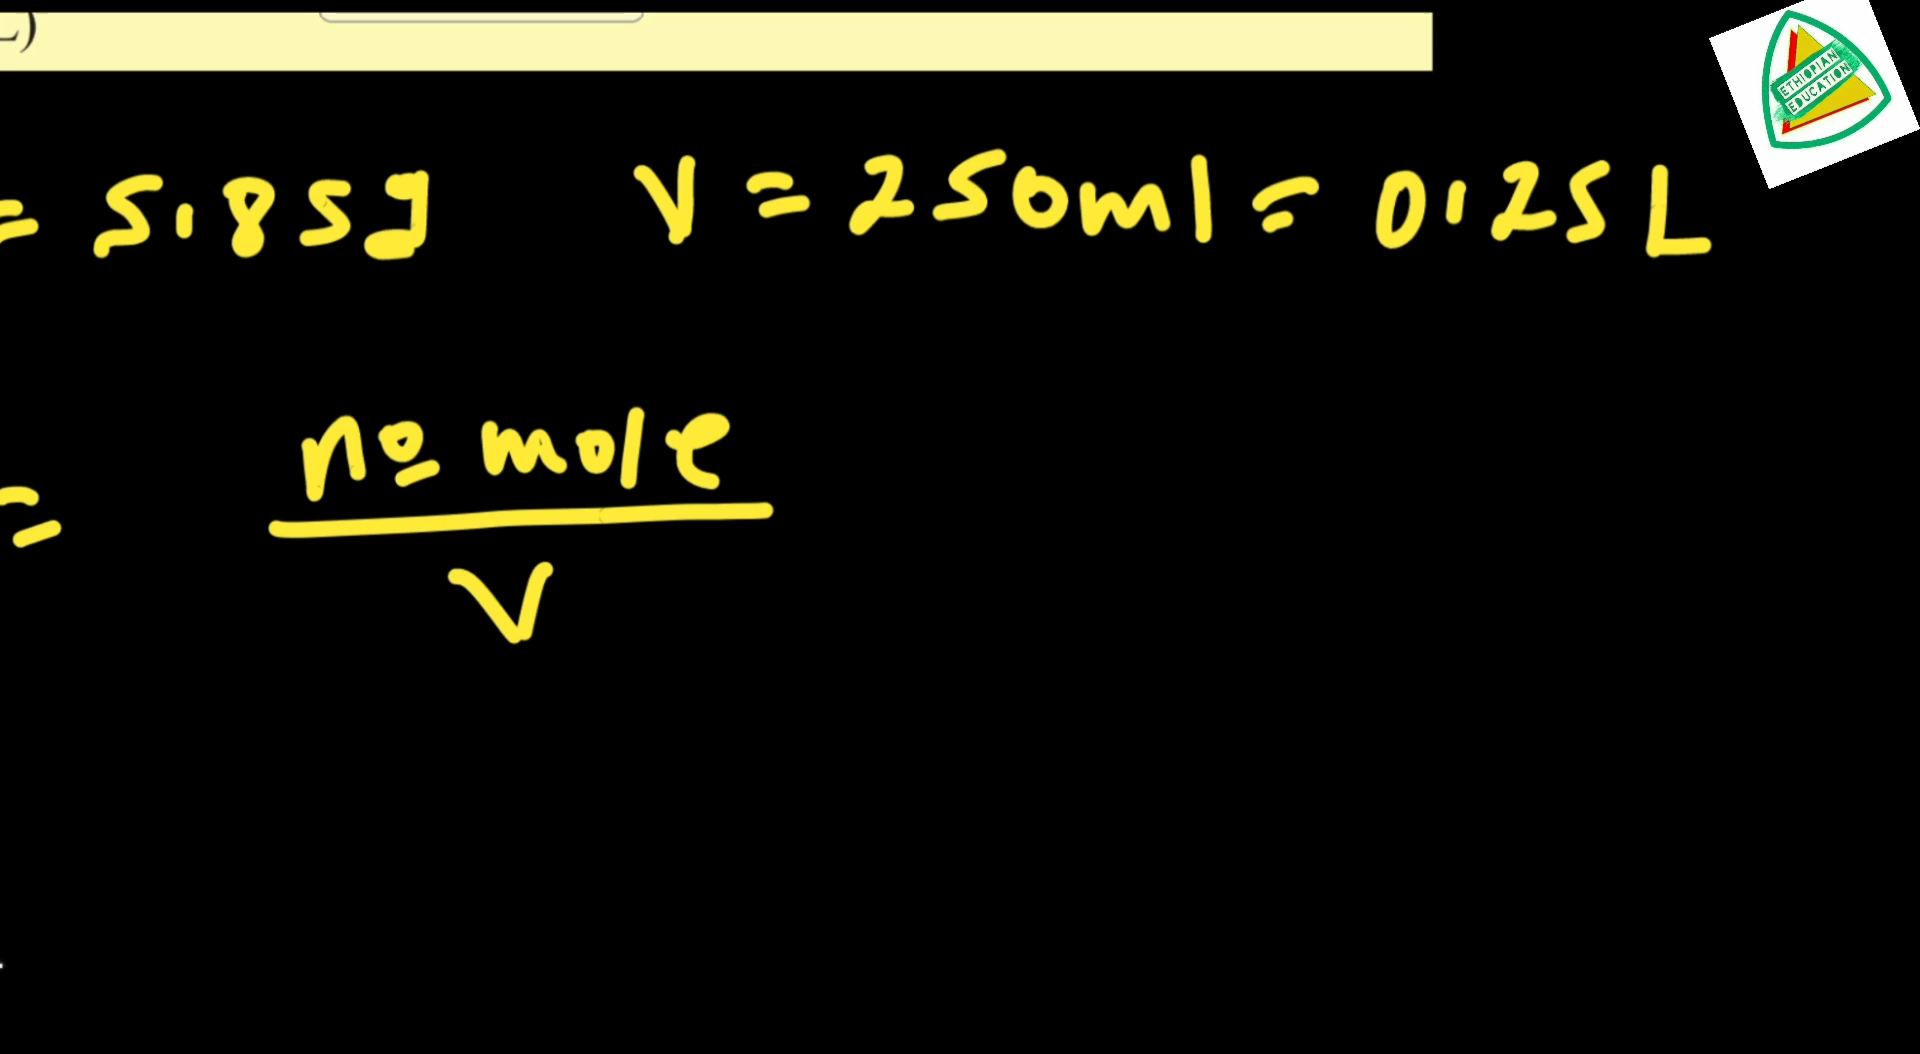 L)
ETHIOPIAN
EDUCATION
= 5.85g V = 250ml = 0.25L
= nº mole
V